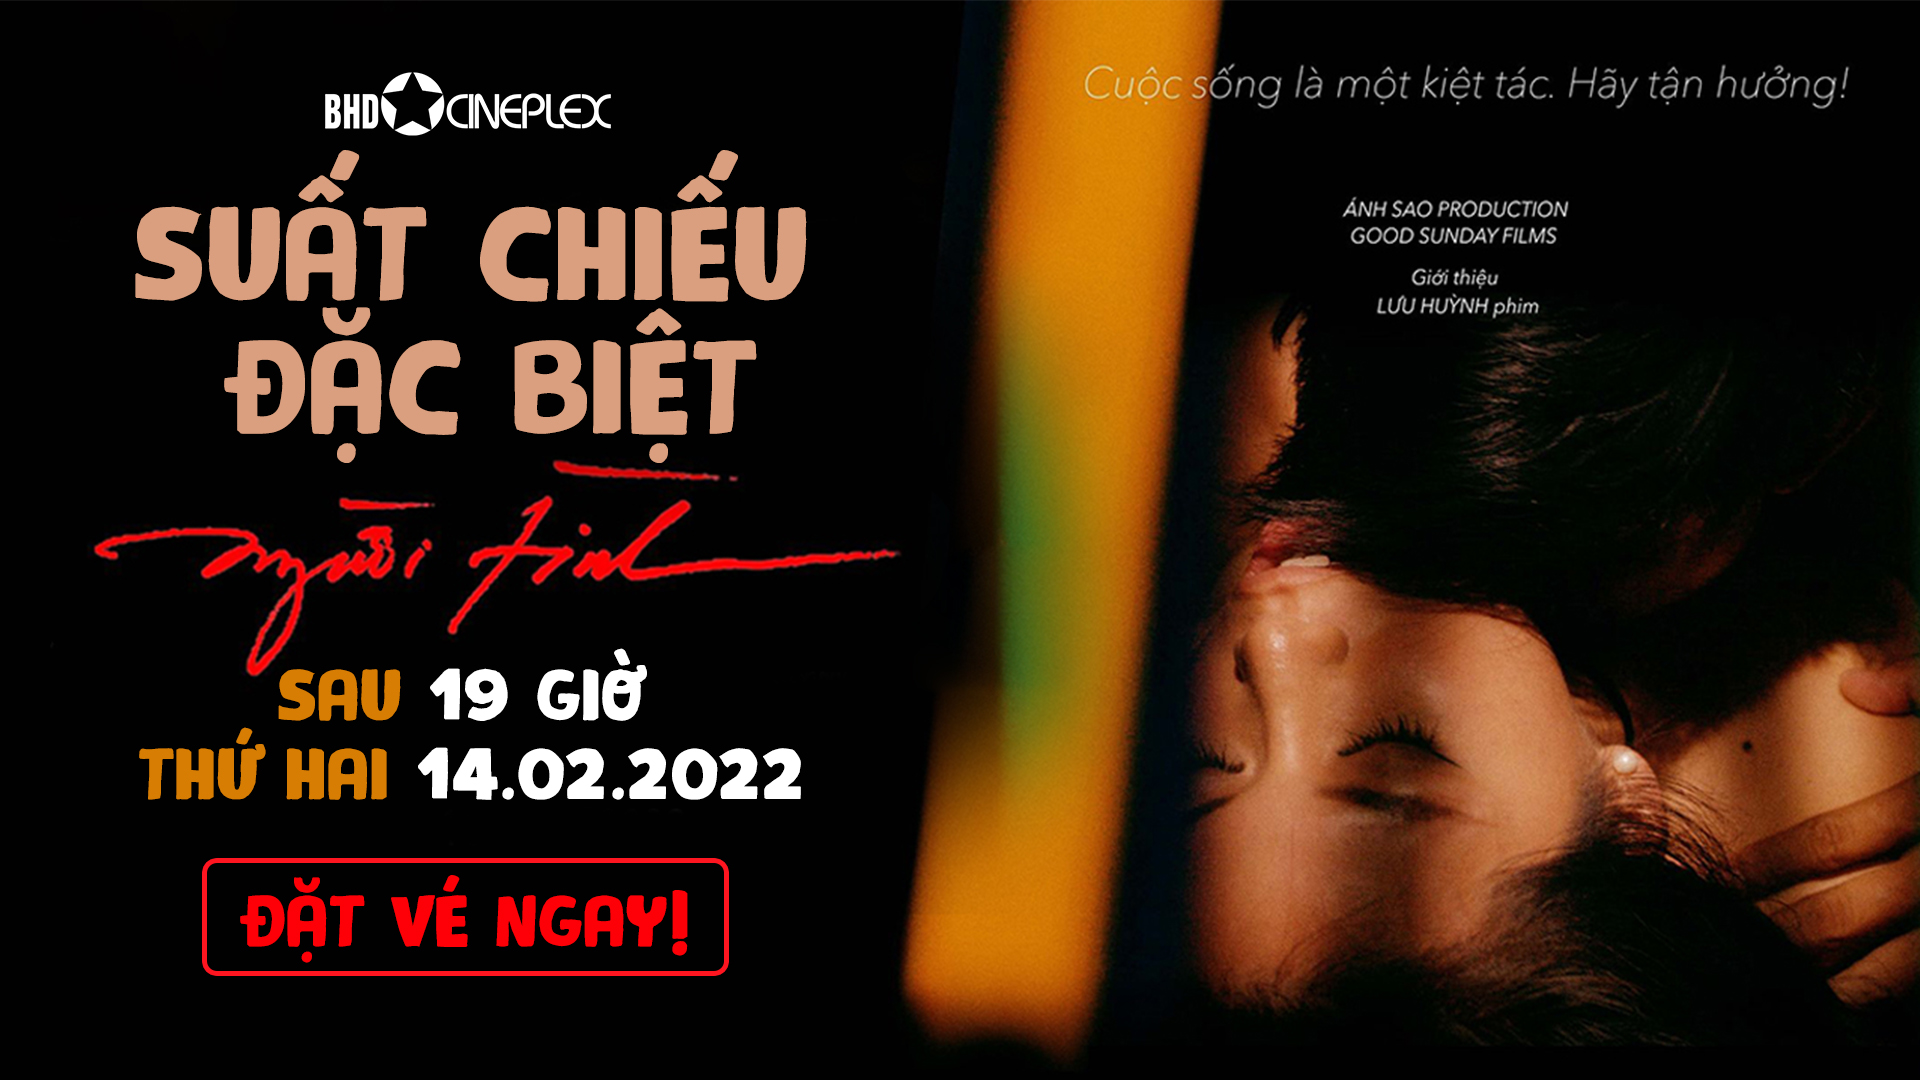 BHD CINEPLEX
SUẤT CHIẾU
ĐẶC BIỆT
người tình
SAU 19 GIỜ
THỨ HAI 14.02.2022
ĐẶT VÉ NGAY!
Cuộc sống là một kiệt tác. Hãy tận hưởng!
ÁNH SAO PRODUCTION
GOOD SUNDAY FILMS
Giới thiệu
LƯU HUỲNH phim